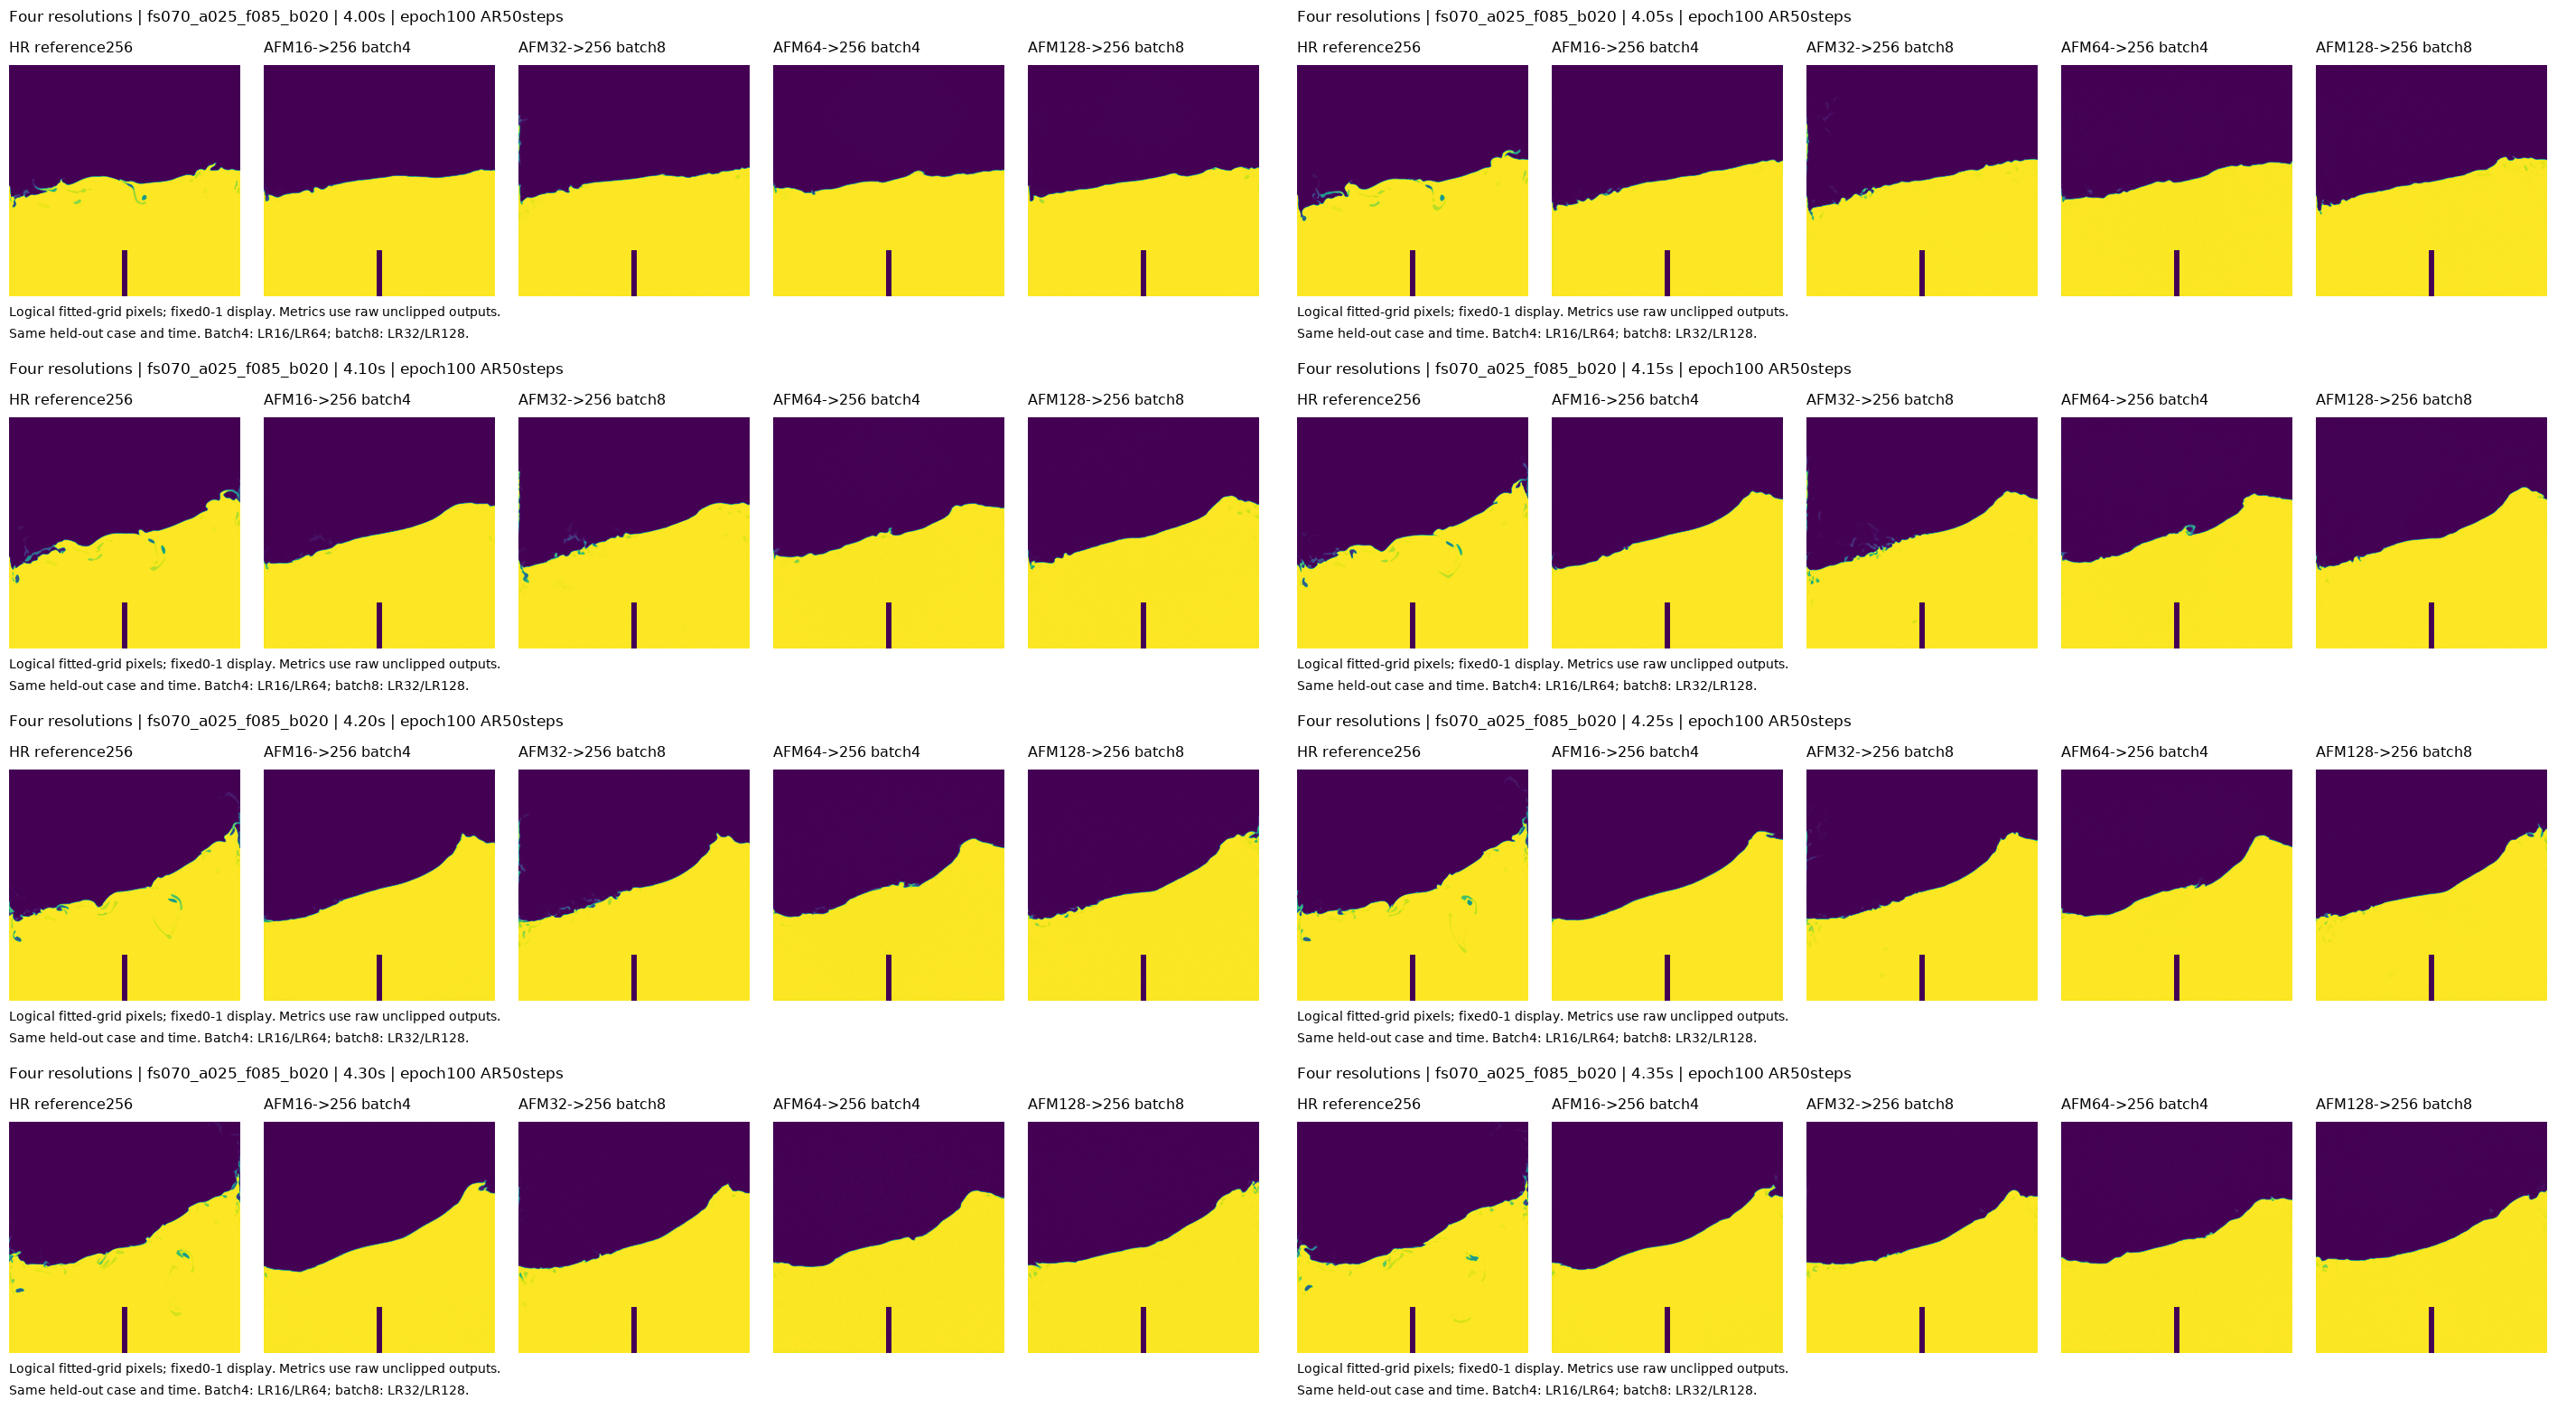 Four resolutions | fs070_a025_f085_b020 | 4.00s | epoch100 AR50steps
HR reference256 AFM16->256 batch4 AFM32->256 batch8 AFM64->256 batch4 AFM128->256 batch8
Logical fitted-grid pixels; fixed0-1 display. Metrics use raw unclipped outputs.
Same held-out case and time. Batch4: LR16/LR64; batch8: LR32/LR128.
Four resolutions | fs070_a025_f085_b020 | 4.05s | epoch100 AR50steps
HR reference256 AFM16->256 batch4 AFM32->256 batch8 AFM64->256 batch4 AFM128->256 batch8
Logical fitted-grid pixels; fixed0-1 display. Metrics use raw unclipped outputs.
Same held-out case and time. Batch4: LR16/LR64; batch8: LR32/LR128.
Four resolutions | fs070_a025_f085_b020 | 4.10s | epoch100 AR50steps
HR reference256 AFM16->256 batch4 AFM32->256 batch8 AFM64->256 batch4 AFM128->256 batch8
Logical fitted-grid pixels; fixed0-1 display. Metrics use raw unclipped outputs.
Same held-out case and time. Batch4: LR16/LR64; batch8: LR32/LR128.
Four resolutions | fs070_a025_f085_b020 | 4.15s | epoch100 AR50steps
HR reference256 AFM16->256 batch4 AFM32->256 batch8 AFM64->256 batch4 AFM128->256 batch8
Logical fitted-grid pixels; fixed0-1 display. Metrics use raw unclipped outputs.
Same held-out case and time. Batch4: LR16/LR64; batch8: LR32/LR128.
Four resolutions | fs070_a025_f085_b020 | 4.20s | epoch100 AR50steps
HR reference256 AFM16->256 batch4 AFM32->256 batch8 AFM64->256 batch4 AFM128->256 batch8
Logical fitted-grid pixels; fixed0-1 display. Metrics use raw unclipped outputs.
Same held-out case and time. Batch4: LR16/LR64; batch8: LR32/LR128.
Four resolutions | fs070_a025_f085_b020 | 4.25s | epoch100 AR50steps
HR reference256 AFM16->256 batch4 AFM32->256 batch8 AFM64->256 batch4 AFM128->256 batch8
Logical fitted-grid pixels; fixed0-1 display. Metrics use raw unclipped outputs.
Same held-out case and time. Batch4: LR16/LR64; batch8: LR32/LR128.
Four resolutions | fs070_a025_f085_b020 | 4.30s | epoch100 AR50steps
HR reference256 AFM16->256 batch4 AFM32->256 batch8 AFM64->256 batch4 AFM128->256 batch8
Logical fitted-grid pixels; fixed0-1 display. Metrics use raw unclipped outputs.
Same held-out case and time. Batch4: LR16/LR64; batch8: LR32/LR128.
Four resolutions | fs070_a025_f085_b020 | 4.35s | epoch100 AR50steps
HR reference256 AFM16->256 batch4 AFM32->256 batch8 AFM64->256 batch4 AFM128->256 batch8
Logical fitted-grid pixels; fixed0-1 display. Metrics use raw unclipped outputs.
Same held-out case and time. Batch4: LR16/LR64; batch8: LR32/LR128.